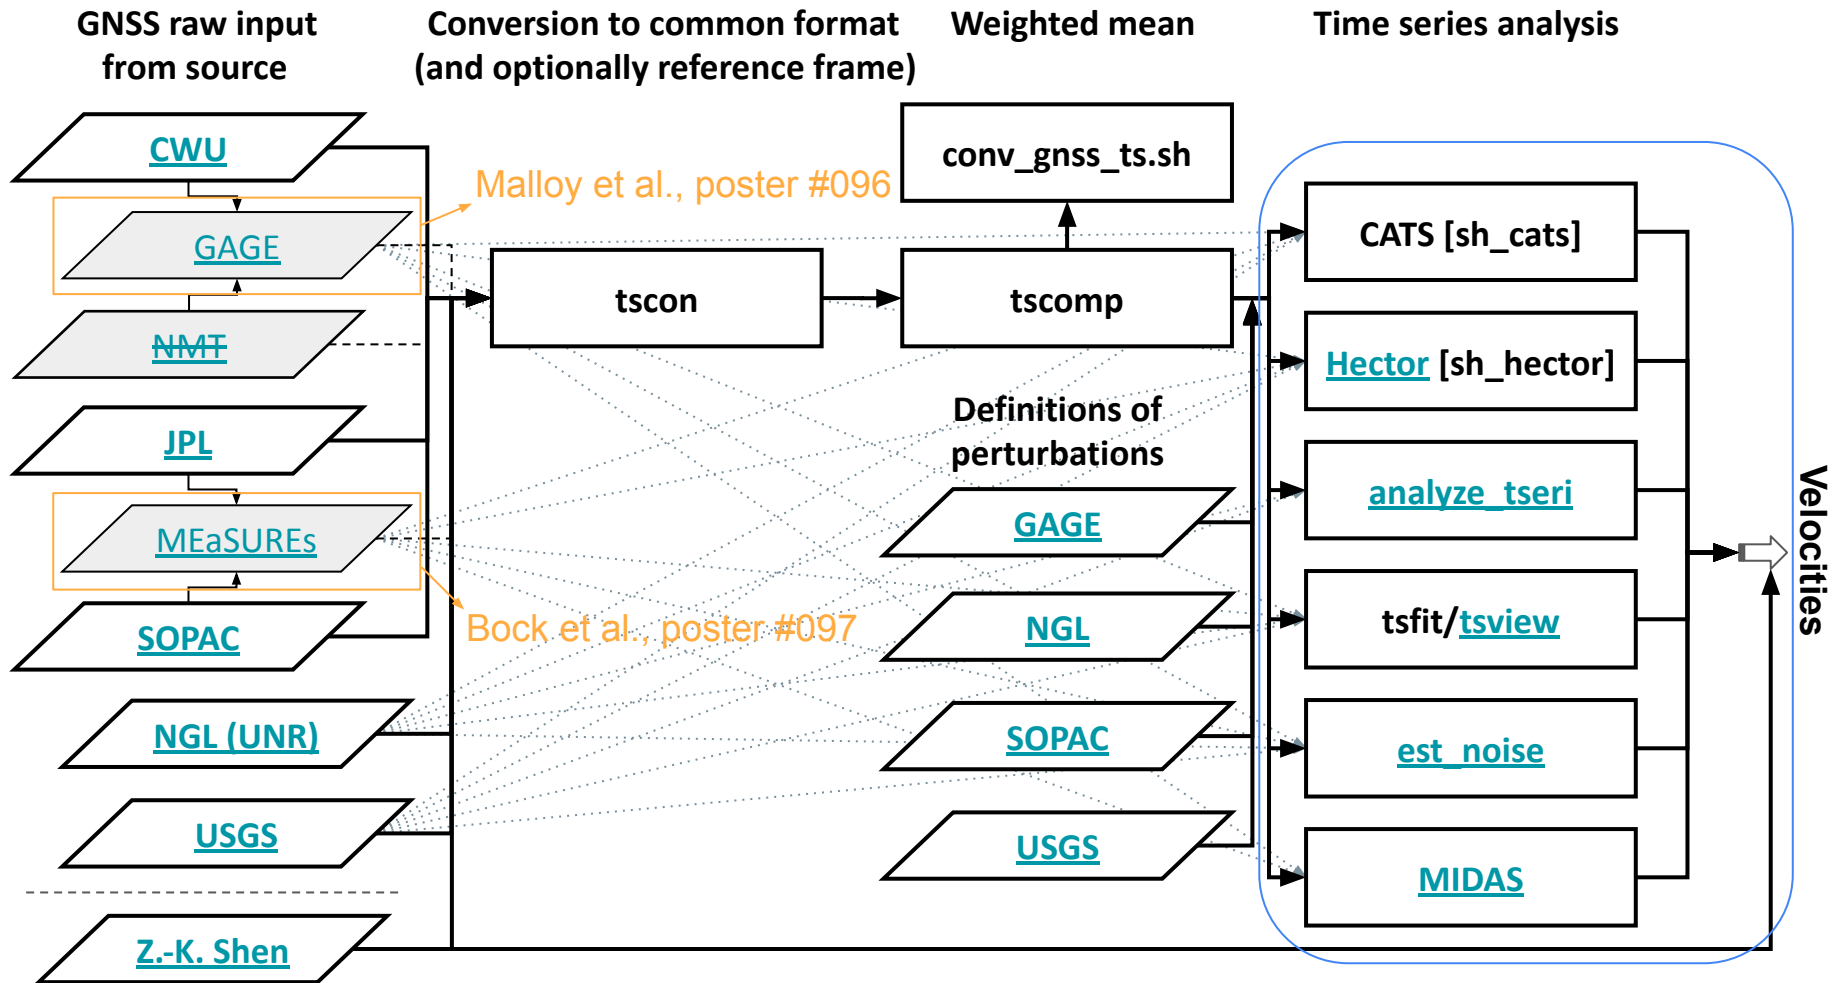 GNSS raw input
from source
Conversion to common format
(and optionally reference frame)
Weighted mean
Time series analysis
CWU
GAGE
NMT
JPL
MEaSUREs
SOPAC
NGL (UNR)
USGS
Z.-K. Shen
Malloy et al., poster #096
Bock et al., poster #097
tscon
conv_gnss_ts.sh
tscomp
Definitions of
perturbations
GAGE
NGL
SOPAC
USGS
CATS [sh_cats]
Hector [sh_hector]
analyze_tseri
tsfit/tsview
est_noise
MIDAS
Velocities